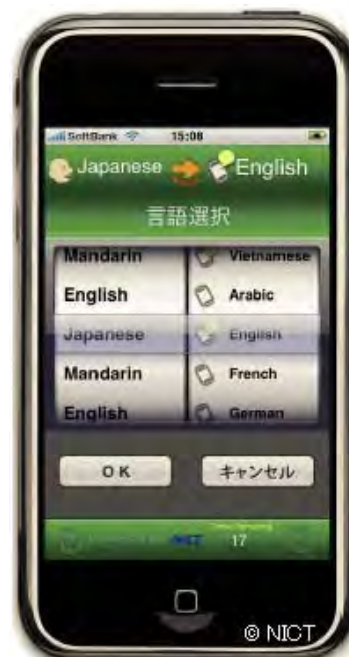 SoftBank 15:08
Japanese English
言語選択
Mandarin Vietnamese
English Arabic
Japanese English
Mandarin French
English German
OK キャンセル
NICT 17
© NICT